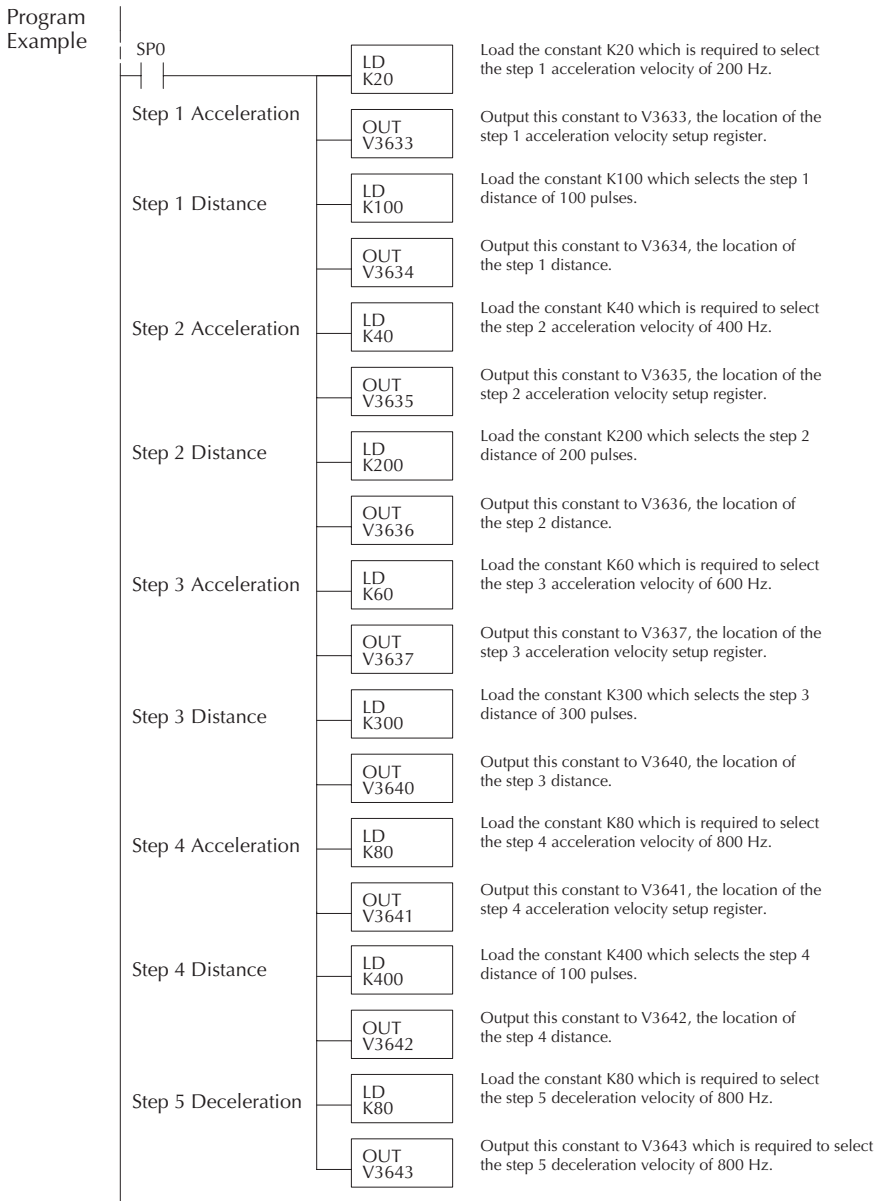 Program
Example
SP0
LD
K20
Load the constant K20 which is required to select
the step 1 acceleration velocity of 200 Hz.
Step 1 Acceleration
OUT
V3633
Output this constant to V3633, the location of the
step 1 acceleration velocity setup register.
Step 1 Distance
LD
K100
Load the constant K100 which selects the step 1
distance of 100 pulses.
OUT
V3634
Output this constant to V3634, the location of
the step 1 distance.
Step 2 Acceleration
LD
K40
Load the constant K40 which is required to select
the step 2 acceleration velocity of 400 Hz.
OUT
V3635
Output this constant to V3635, the location of the
step 2 acceleration velocity setup register.
Step 2 Distance
LD
K200
Load the constant K200 which selects the step 2
distance of 200 pulses.
OUT
V3636
Output this constant to V3636, the location of
the step 2 distance.
Step 3 Acceleration
LD
K60
Load the constant K60 which is required to select
the step 3 acceleration velocity of 600 Hz.
OUT
V3637
Output this constant to V3637, the location of the
step 3 acceleration velocity setup register.
Step 3 Distance
LD
K300
Load the constant K300 which selects the step 3
distance of 300 pulses.
OUT
V3640
Output this constant to V3640, the location of
the step 3 distance.
Step 4 Acceleration
LD
K80
Load the constant K80 which is required to select
the step 4 acceleration velocity of 800 Hz.
OUT
V3641
Output this constant to V3641, the location of the
step 4 acceleration velocity setup register.
Step 4 Distance
LD
K400
Load the constant K400 which selects the step 4
distance of 100 pulses.
OUT
V3642
Output this constant to V3642, the location of
the step 4 distance.
Step 5 Deceleration
LD
K80
Load the constant K80 which is required to select
the step 5 deceleration velocity of 800 Hz.
OUT
V3643
Output this constant to V3643 which is required to select
the step 5 deceleration velocity of 800 Hz.